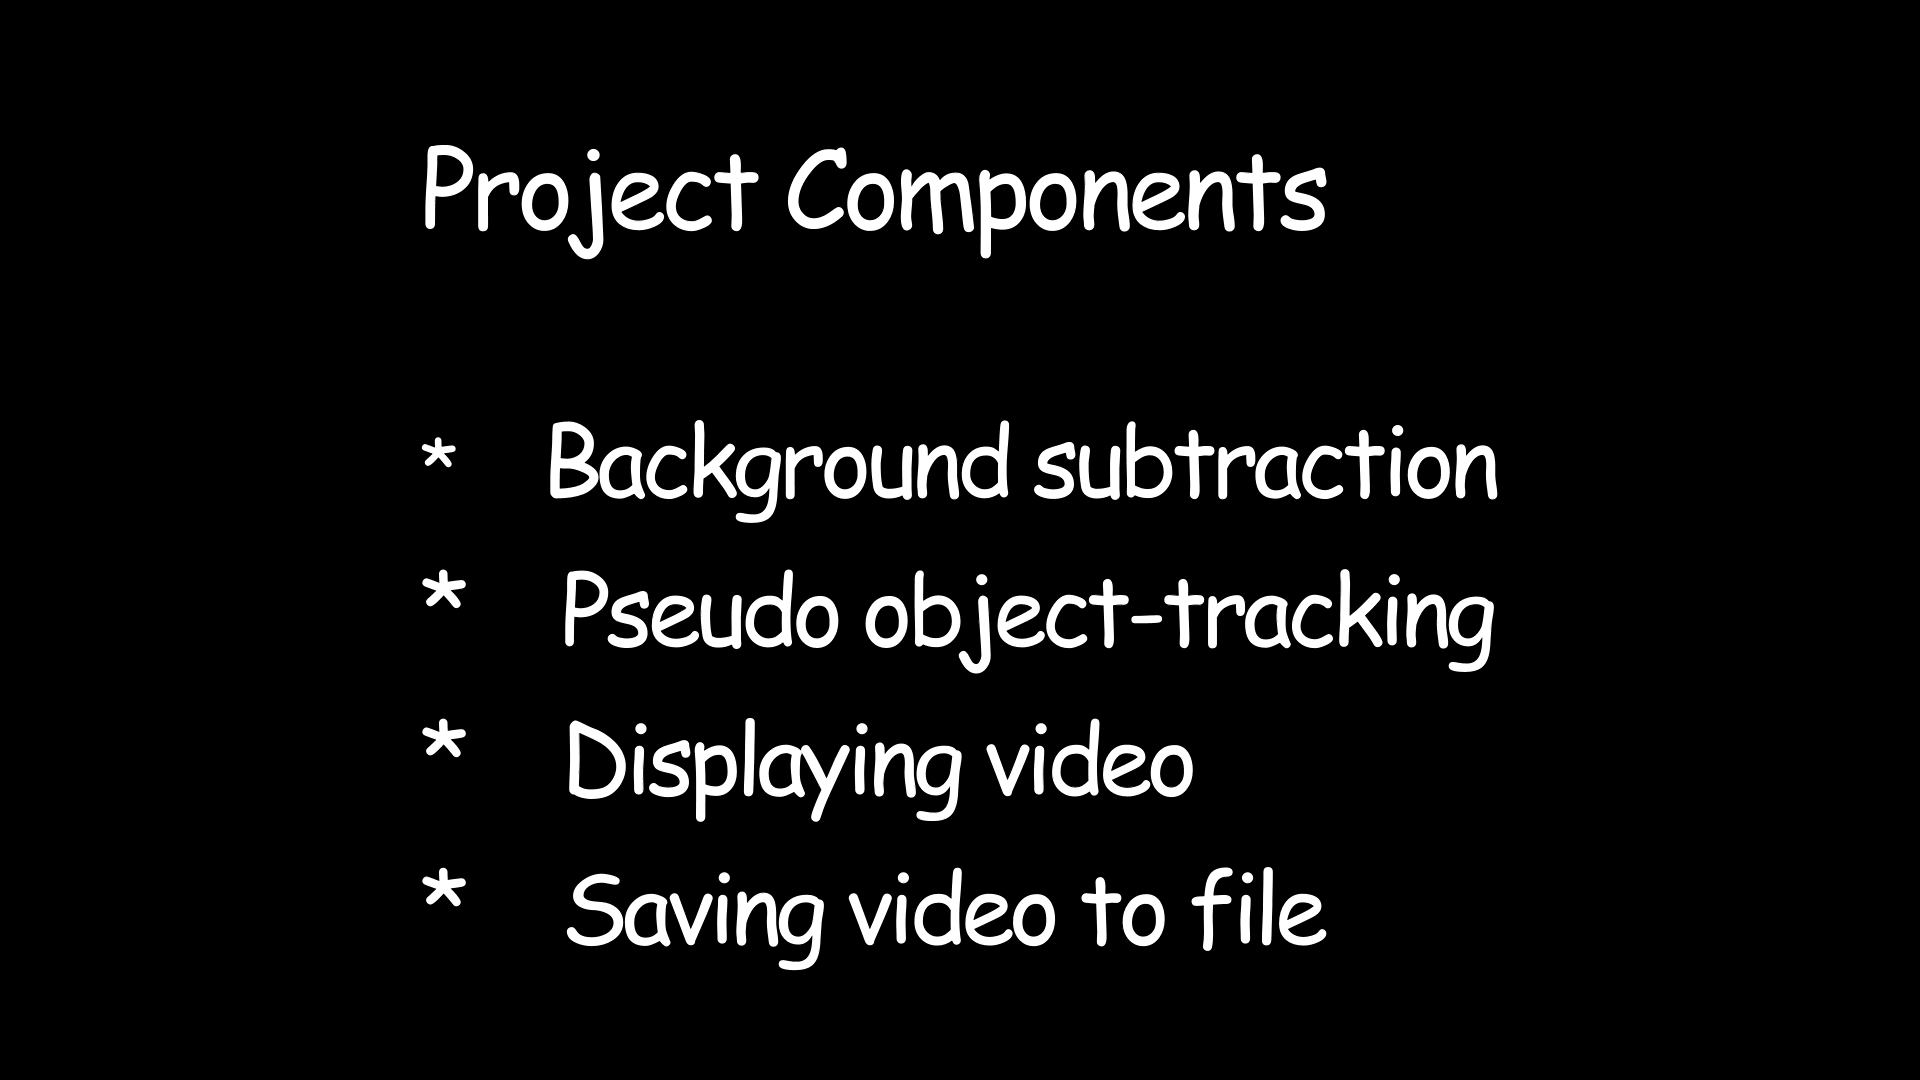 Project Components
* Background subtraction
* Pseudo object-tracking
* Displaying video
* Saving video to file